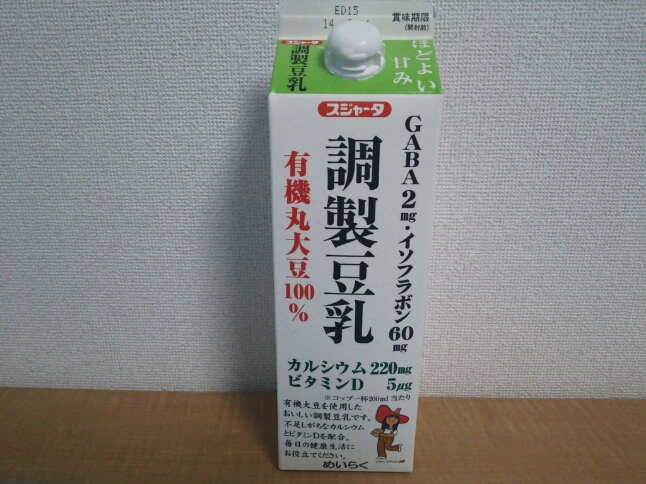 ED15
賞味期限
(開封前)
ほどよい
甘み
スジャータ
調製豆乳
スジャータ
調製豆乳
GABA2mg・イソフラボン60mg
有機丸大豆100%
カルシウム 220mg
ビタミンD 5μg
※コップ一杯200ml当たり
有機大豆を使用した
おいしい調製豆乳です。
不足しがちなカルシウム
とビタミンDを配合。
毎日の健康生活に
お役立てください。
めいらく